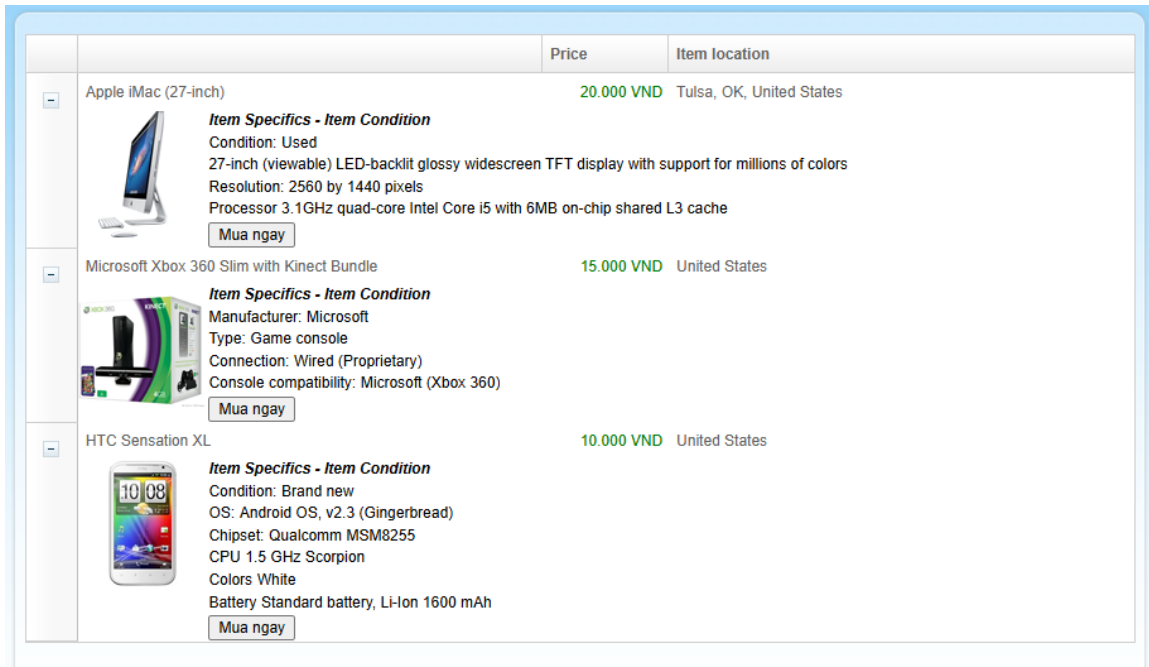 Price Item location
Apple iMac (27-inch) 20.000 VND Tulsa, OK, United States
Item Specifics - Item Condition
Condition: Used
27-inch (viewable) LED-backlit glossy widescreen TFT display with support for millions of colors
Resolution: 2560 by 1440 pixels
Processor 3.1GHz quad-core Intel Core i5 with 6MB on-chip shared L3 cache
Mua ngay
Microsoft Xbox 360 Slim with Kinect Bundle 15.000 VND United States
XBOX 360 KINECT
4GB
Item Specifics - Item Condition
Manufacturer: Microsoft
Type: Game console
Connection: Wired (Proprietary)
Console compatibility: Microsoft (Xbox 360)
Mua ngay
HTC Sensation XL 10.000 VND United States
10 08
Item Specifics - Item Condition
Condition: Brand new
OS: Android OS, v2.3 (Gingerbread)
Chipset: Qualcomm MSM8255
CPU 1.5 GHz Scorpion
Colors White
Battery Standard battery, Li-Ion 1600 mAh
Mua ngay